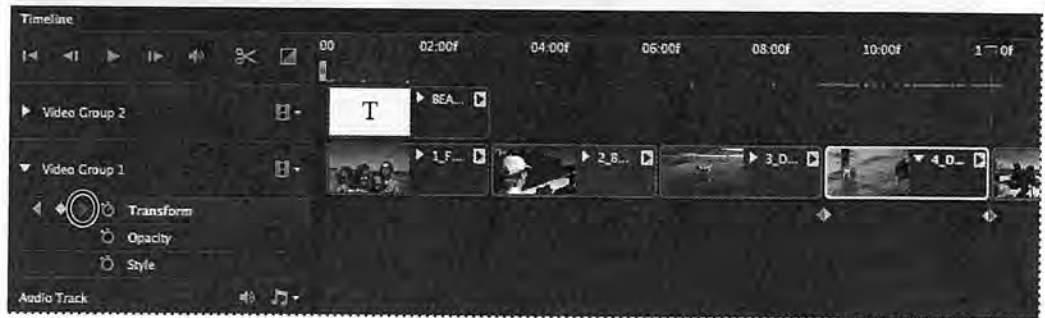 Timeline
00 02:00f 04:00f 06:00f 08:00f 10:00f
Video Group 2
T BEA...
Video Group 1
1_F... 2_B... 3_D... 4_D...
Transform
Opacity
Style
Audio Track